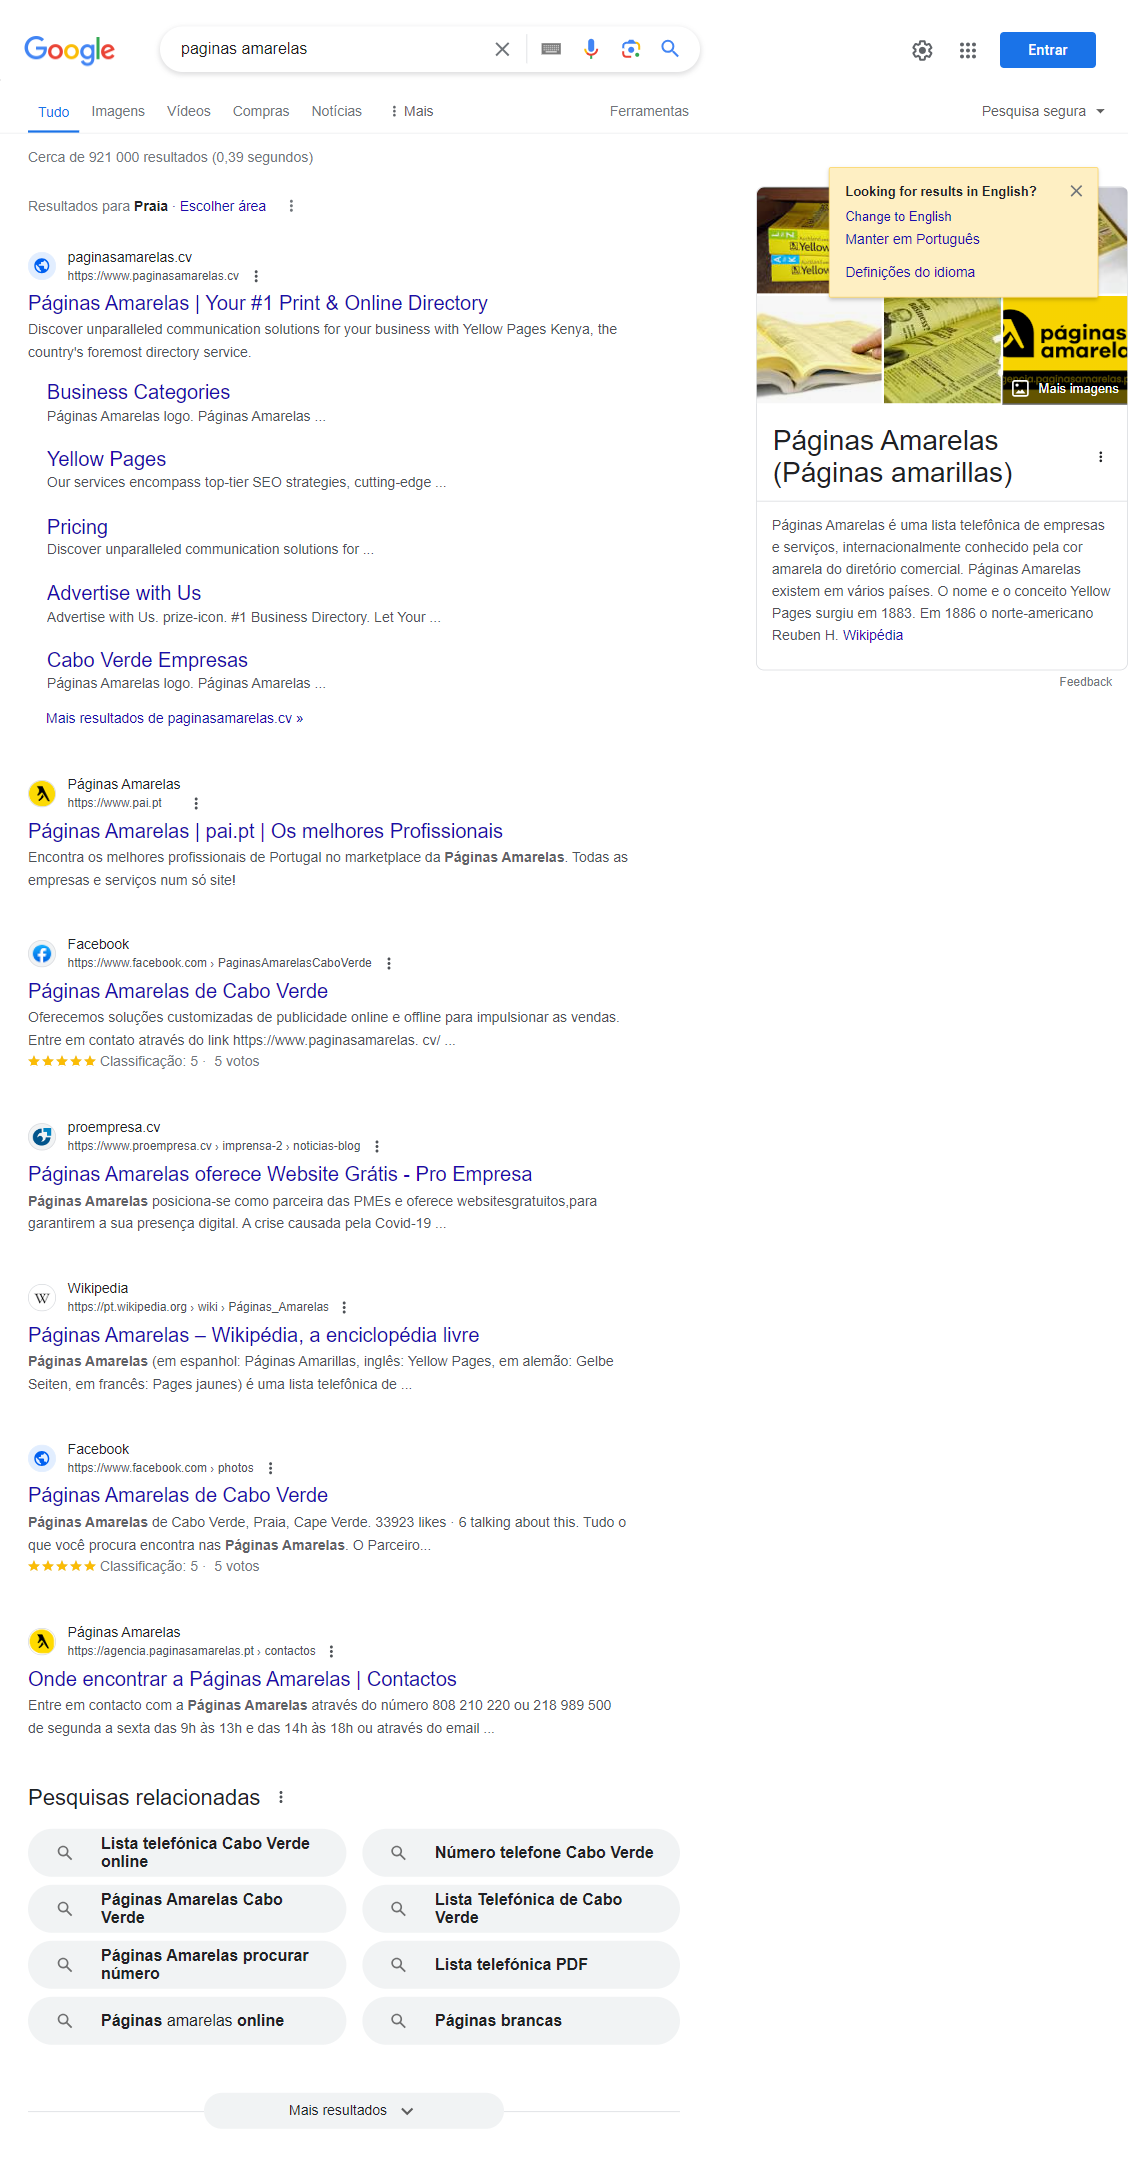 Google
paginas amarelas
Entrar
Tudo
Imagens
Vídeos
Compras
Notícias
Mais
Ferramentas
Pesquisa segura
Cerca de 921 000 resultados (0,39 segundos)
Resultados para Praia · Escolher área
paginasamarelas.cv
https://www.paginasamarelas.cv
Páginas Amarelas | Your #1 Print & Online Directory
Discover unparalleled communication solutions for your business with Yellow Pages Kenya, the
country's foremost directory service.
Business Categories
Páginas Amarelas logo. Páginas Amarelas ...
Yellow Pages
Our services encompass top-tier SEO strategies, cutting-edge ...
Pricing
Discover unparalleled communication solutions for ...
Advertise with Us
Advertise with Us. prize-icon. #1 Business Directory. Let Your ...
Cabo Verde Empresas
Páginas Amarelas logo. Páginas Amarelas ...
Mais resultados de paginasamarelas.cv »
Páginas Amarelas
https://www.pai.pt
Páginas Amarelas | pai.pt | Os melhores Profissionais
Encontra os melhores profissionais de Portugal no marketplace da Páginas Amarelas. Todas as
empresas e serviços num só site!
Facebook
https://www.facebook.com › PaginasAmarelasCaboVerde
Páginas Amarelas de Cabo Verde
Oferecemos soluções customizadas de publicidade online e offline para impulsionar as vendas.
Entre em contato através do link https://www.paginasamarelas. cv/ ...
Classificação: 5 · 5 votos
proempresa.cv
https://www.proempresa.cv › imprensa-2 › noticias-blog
Páginas Amarelas oferece Website Grátis - Pro Empresa
Páginas Amarelas posiciona-se como parceira das PMEs e oferece websitesgratuitos,para
garantirem a sua presença digital. A crise causada pela Covid-19 ...
W
Wikipedia
https://pt.wikipedia.org › wiki › Páginas_Amarelas
Páginas Amarelas – Wikipédia, a enciclopédia livre
Páginas Amarelas (em espanhol: Páginas Amarillas, inglês: Yellow Pages, em alemão: Gelbe
Seiten, em francês: Pages jaunes) é uma lista telefônica de ...
Facebook
https://www.facebook.com › photos
Páginas Amarelas de Cabo Verde
Páginas Amarelas de Cabo Verde, Praia, Cape Verde. 33923 likes · 6 talking about this. Tudo o
que você procura encontra nas Páginas Amarelas. O Parceiro...
Classificação: 5 · 5 votos
Páginas Amarelas
https://agencia.paginasamarelas.pt › contactos
Onde encontrar a Páginas Amarelas | Contactos
Entre em contacto com a Páginas Amarelas através do número 808 210 220 ou 218 989 500
de segunda a sexta das 9h às 13h e das 14h às 18h ou através do email ...
Pesquisas relacionadas
Lista telefónica Cabo Verde
online
Número telefone Cabo Verde
Páginas Amarelas Cabo
Verde
Lista Telefónica de Cabo
Verde
Páginas Amarelas procurar
número
Lista telefónica PDF
Páginas amarelas online
Páginas brancas
Mais resultados
Looking for results in English?
Change to English
Manter em Português
Definições do idioma
Yellow
Yellow
páginas
amarela
Mais imagens
Páginas Amarelas
(Páginas amarillas)
Páginas Amarelas é uma lista telefônica de empresas
e serviços, internacionalmente conhecido pela cor
amarela do diretório comercial. Páginas Amarelas
existem em vários países. O nome e o conceito Yellow
Pages surgiu em 1883. Em 1886 o norte-americano
Reuben H. Wikipédia
Feedback